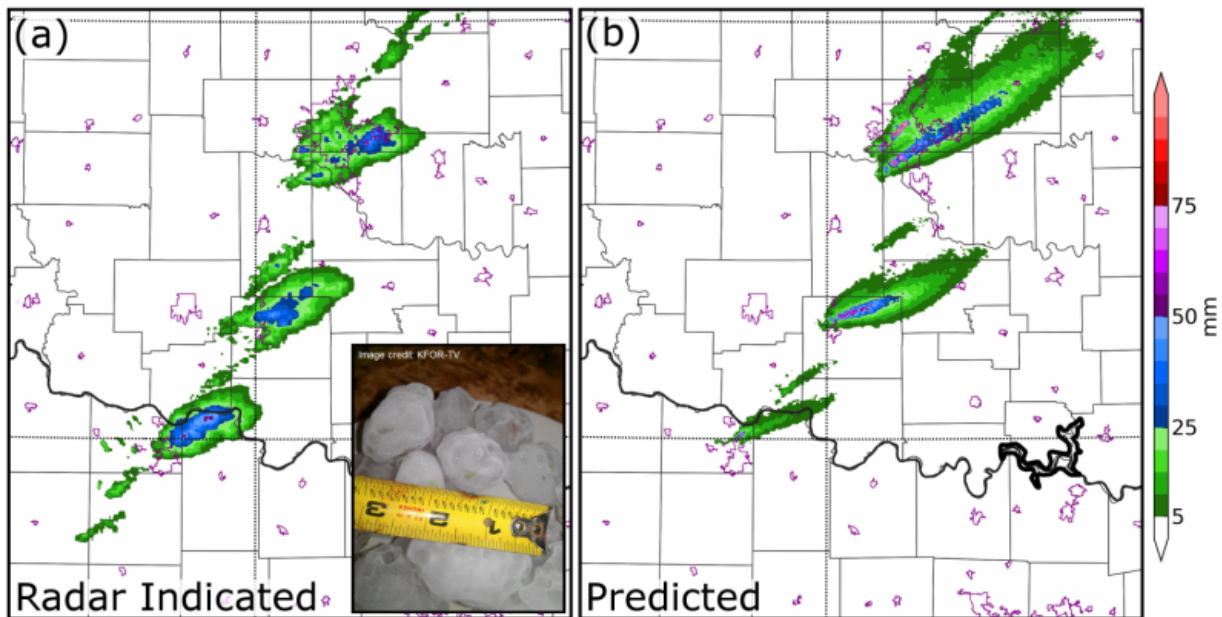 (a)
Radar Indicated
Image credit: KFOR-TV
3 2 1
(b)
Predicted
75
50
25
5
mm